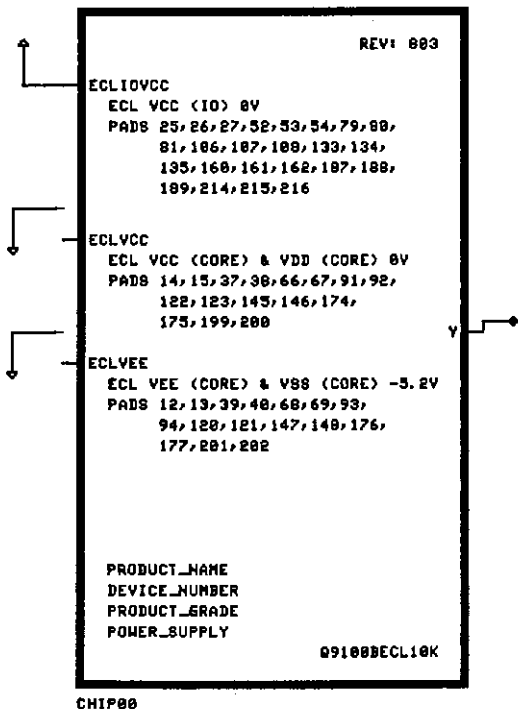 REV: 803
ECLIOVCC
ECL VCC (IO) 0V
PADS 25,26,27,52,53,54,79,80,
81,106,107,108,133,134,
135,160,161,162,187,188,
189,214,215,216
ECLVCC
ECL VCC (CORE) & VDD (CORE) 0V
PADS 14,15,37,38,66,67,91,92,
122,123,145,146,174,
175,199,200
Y
ECLVEE
ECL VEE (CORE) & VSS (CORE) -5.2V
PADS 12,13,39,40,68,69,93,
94,120,121,147,148,176,
177,201,202
PRODUCT_NAME
DEVICE_NUMBER
PRODUCT_GRADE
POWER_SUPPLY
Q9100BECL10K
CHIP00